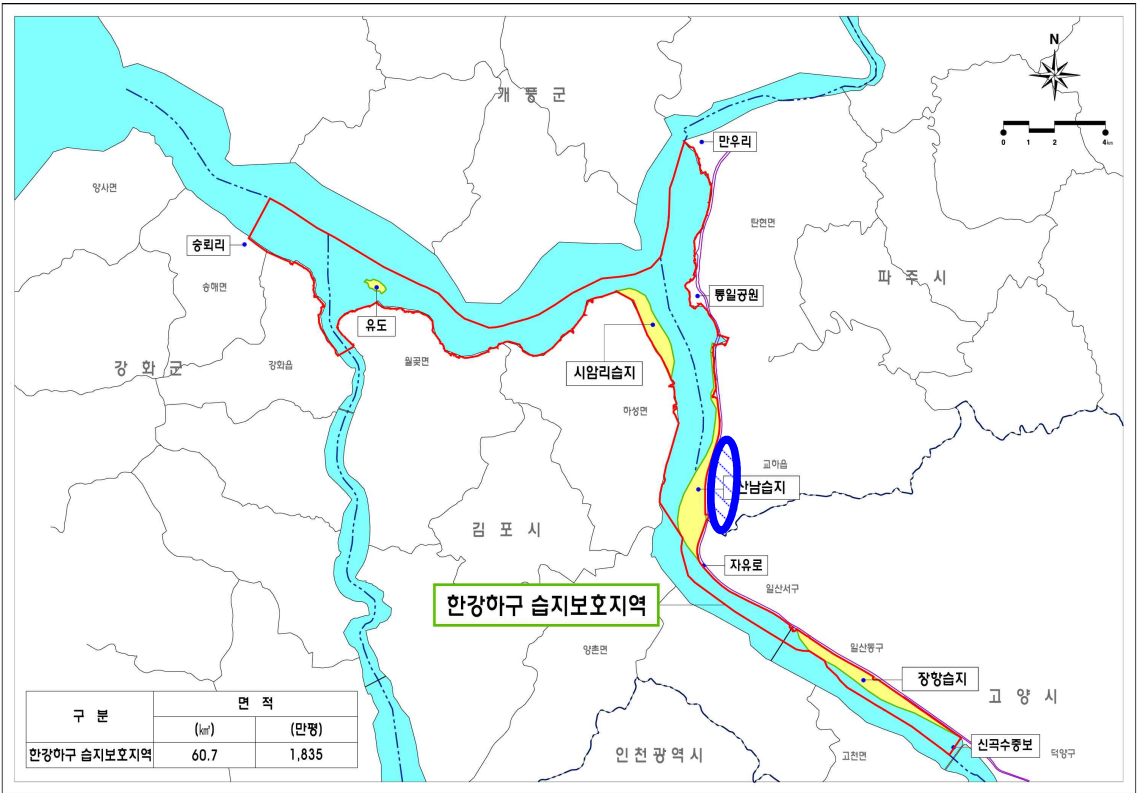 개풍군
N
0 1 2 4km
만우리
양사면
탄현면
숭뢰리
파주시
송해면
통일공원
유도
강화군
강화읍
월곶면
시암리습지
하성면
교하읍
산남습지
김포시
자유로
일산서구
한강하구 습지보호지역
양촌면
일산동구
장항습지
고양시
구 분 면 적
(㎢) (만평)
한강하구 습지보호지역 60.7 1,835
인천광역시
고천면
신곡수중보
덕양구